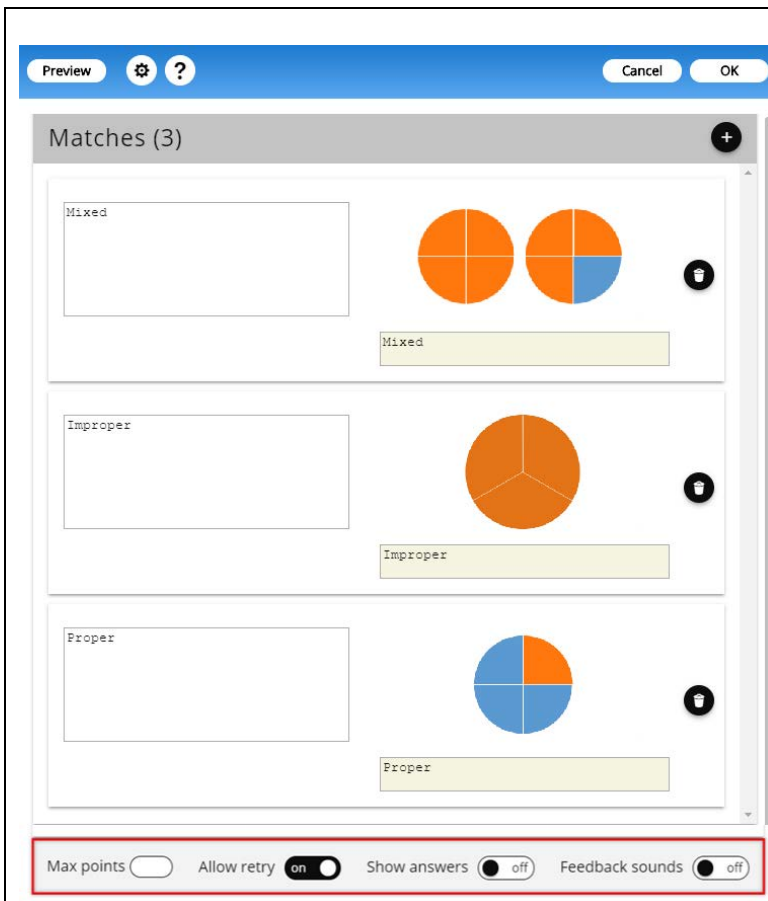 Preview ? Cancel OK
Matches (3) +
Mixed
Mixed
Improper
Improper
Proper
Proper
Max points Allow retry on Show answers off Feedback sounds off